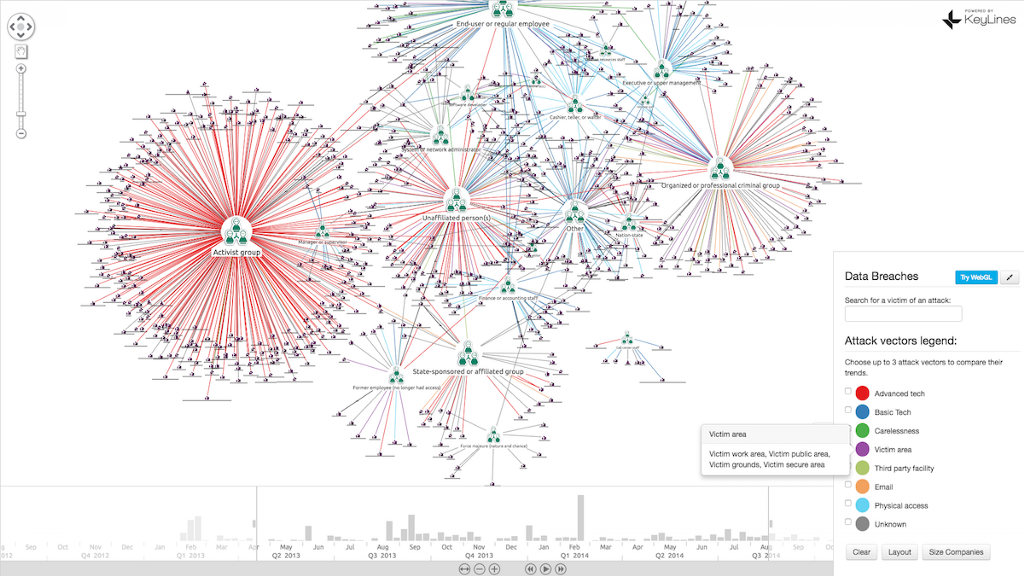 POWERED BY
KeyLines
End-user or regular employee
Executive or upper management
Cashier, teller, or waiter
System or network administrator
Organized or professional criminal group
Unaffiliated person(s)
Other
Nation-state
Manager or supervisor
Activist group
Finance or accounting staff
State-sponsored or affiliated group
Former employee (no longer had access)
Force majeure (nature and chance)
Data Breaches
Try WebGL
Search for a victim of an attack:
Attack vectors legend:
Choose up to 3 attack vectors to compare their
trends.
Advanced tech
Basic Tech
Carelessness
Victim area
Third party facility
Email
Physical access
Unknown
Clear
Layout
Size Companies
Victim area
Victim work area, Victim public area,
Victim grounds, Victim secure area
Sep Oct Nov Dec Jan Feb Mar Apr May Jun Jul Aug Sep Oct Nov Dec Jan Feb Mar Apr May Jun Jul Aug Sep
2012 Q4 2012 Q1 2013 Q2 2013 Q3 2013 Q4 2013 Q1 2014 Q2 2014 Q3 2014